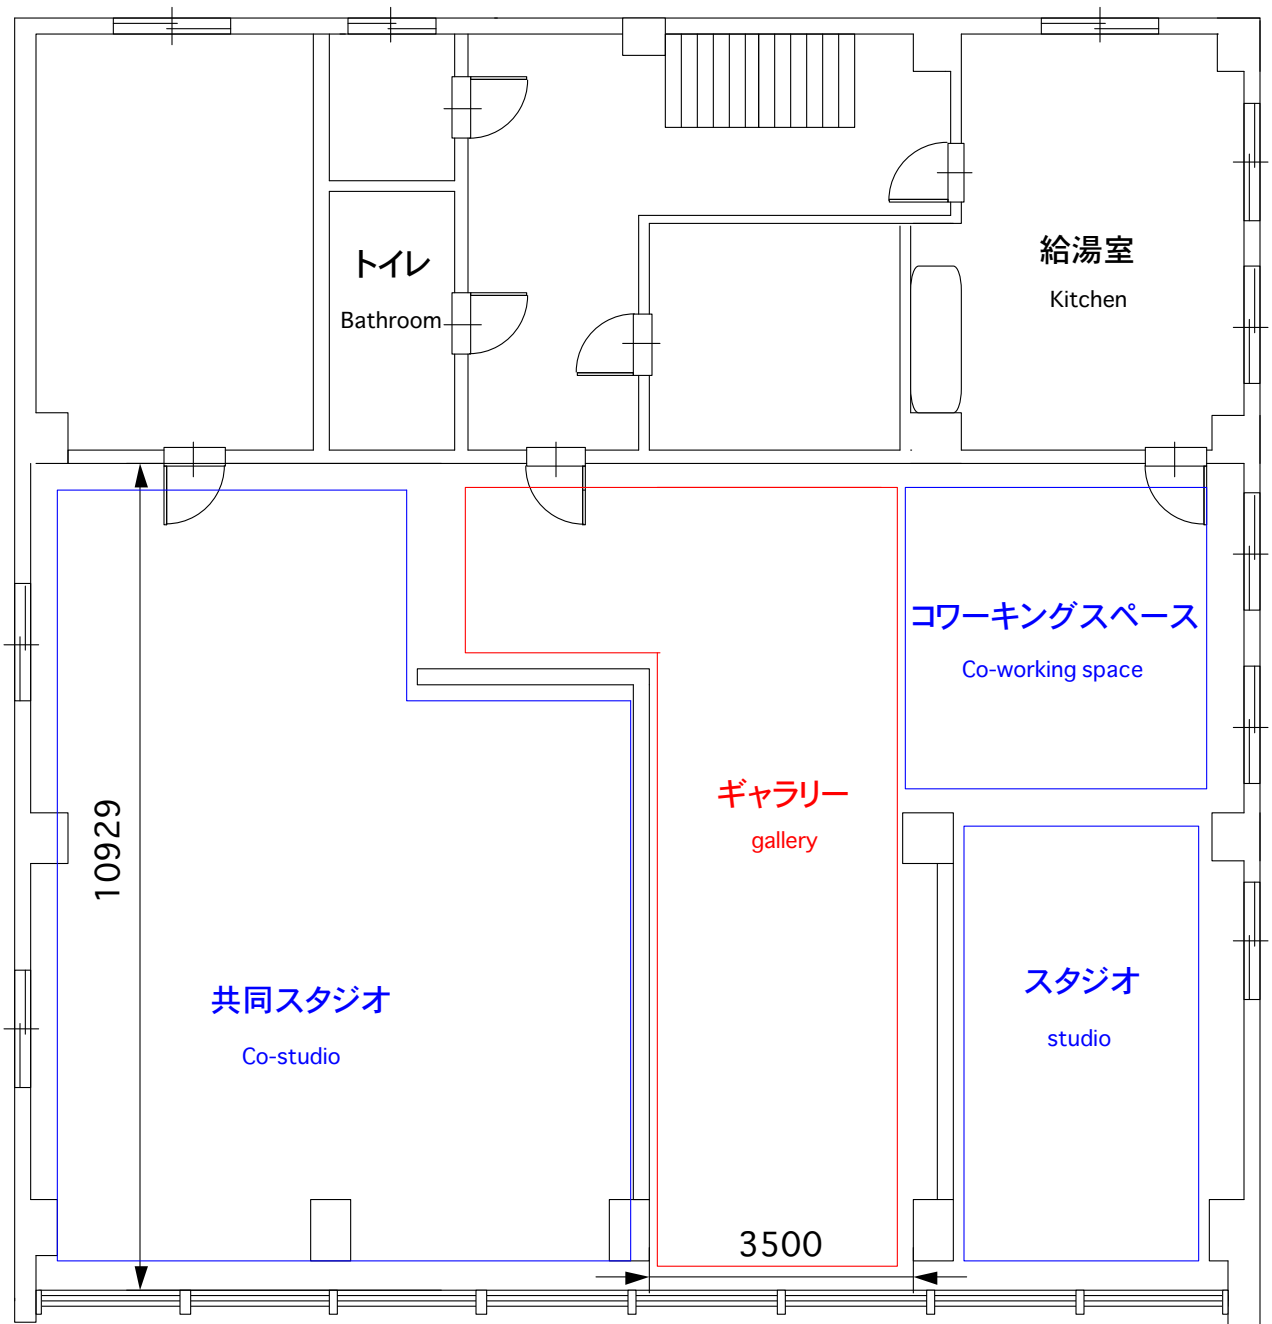 トイレ
Bathroom
給湯室
Kitchen
コワーキングスペース
Co-working space
ギャラリー
gallery
10929
共同スタジオ
Co-studio
スタジオ
studio
3500